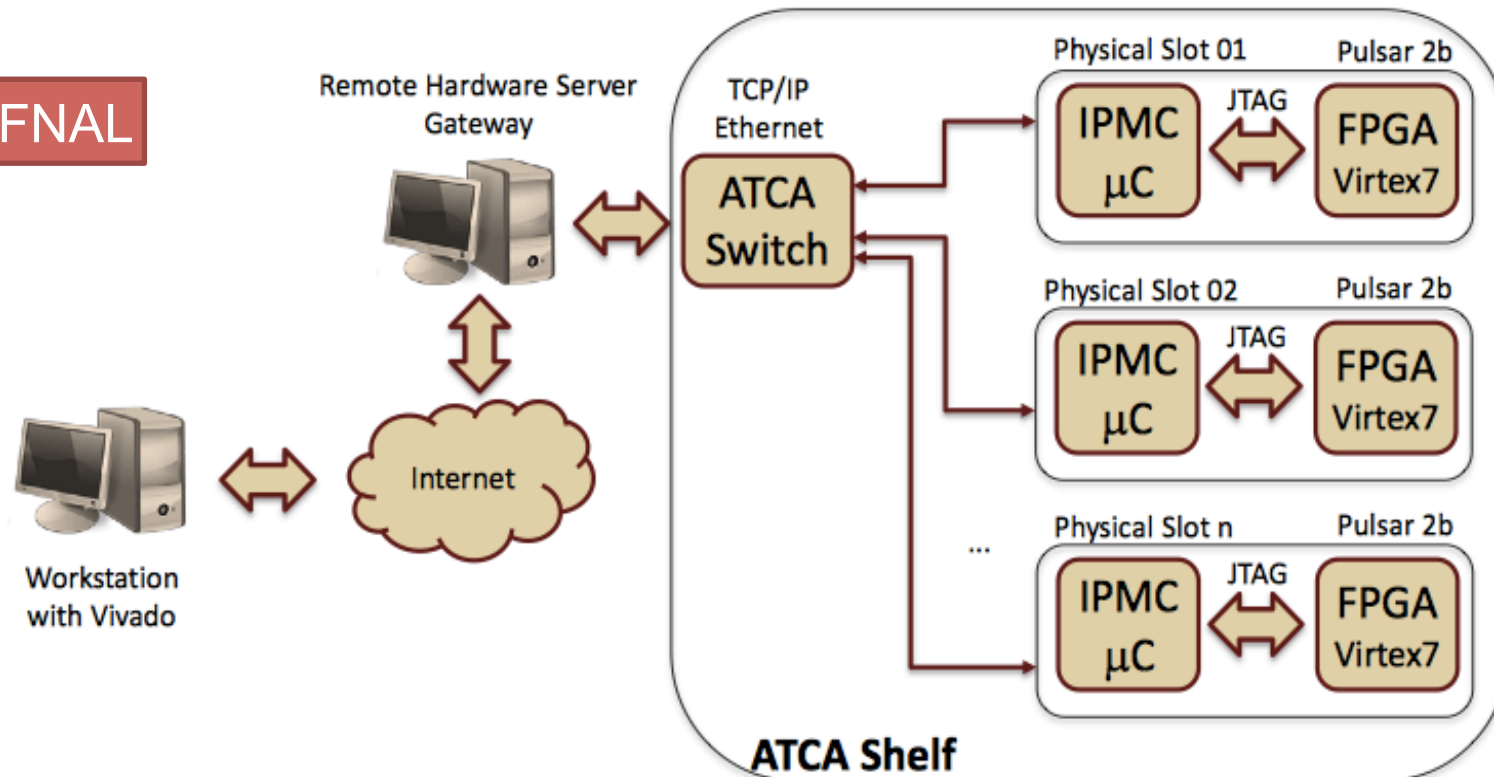 FNAL
Remote Hardware Server
Gateway
TCP/IP
Ethernet
ATCA
Switch
Physical Slot 01
Pulsar 2b
IPMC
μC
JTAG
FPGA
Virtex7
Physical Slot 02
Pulsar 2b
IPMC
μC
JTAG
FPGA
Virtex7
Internet
Workstation
with Vivado
...
Physical Slot n
Pulsar 2b
IPMC
μC
JTAG
FPGA
Virtex7
ATCA Shelf